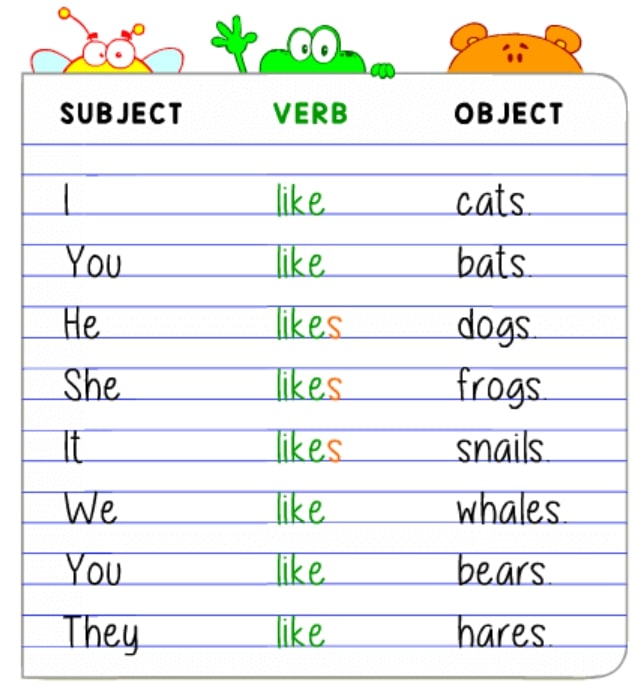 SUBJECT VERB OBJECT
I like cats.
You like bats.
He likes dogs.
She likes frogs.
It likes snails.
We like whales.
You like bears.
They like hares.